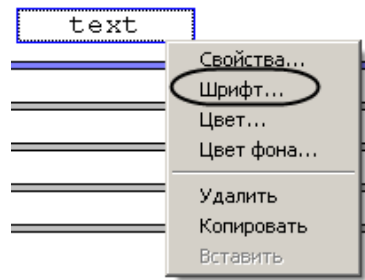 text
Свойства...
Шрифт...
Цвет...
Цвет фона...
Удалить
Копировать
Вставить